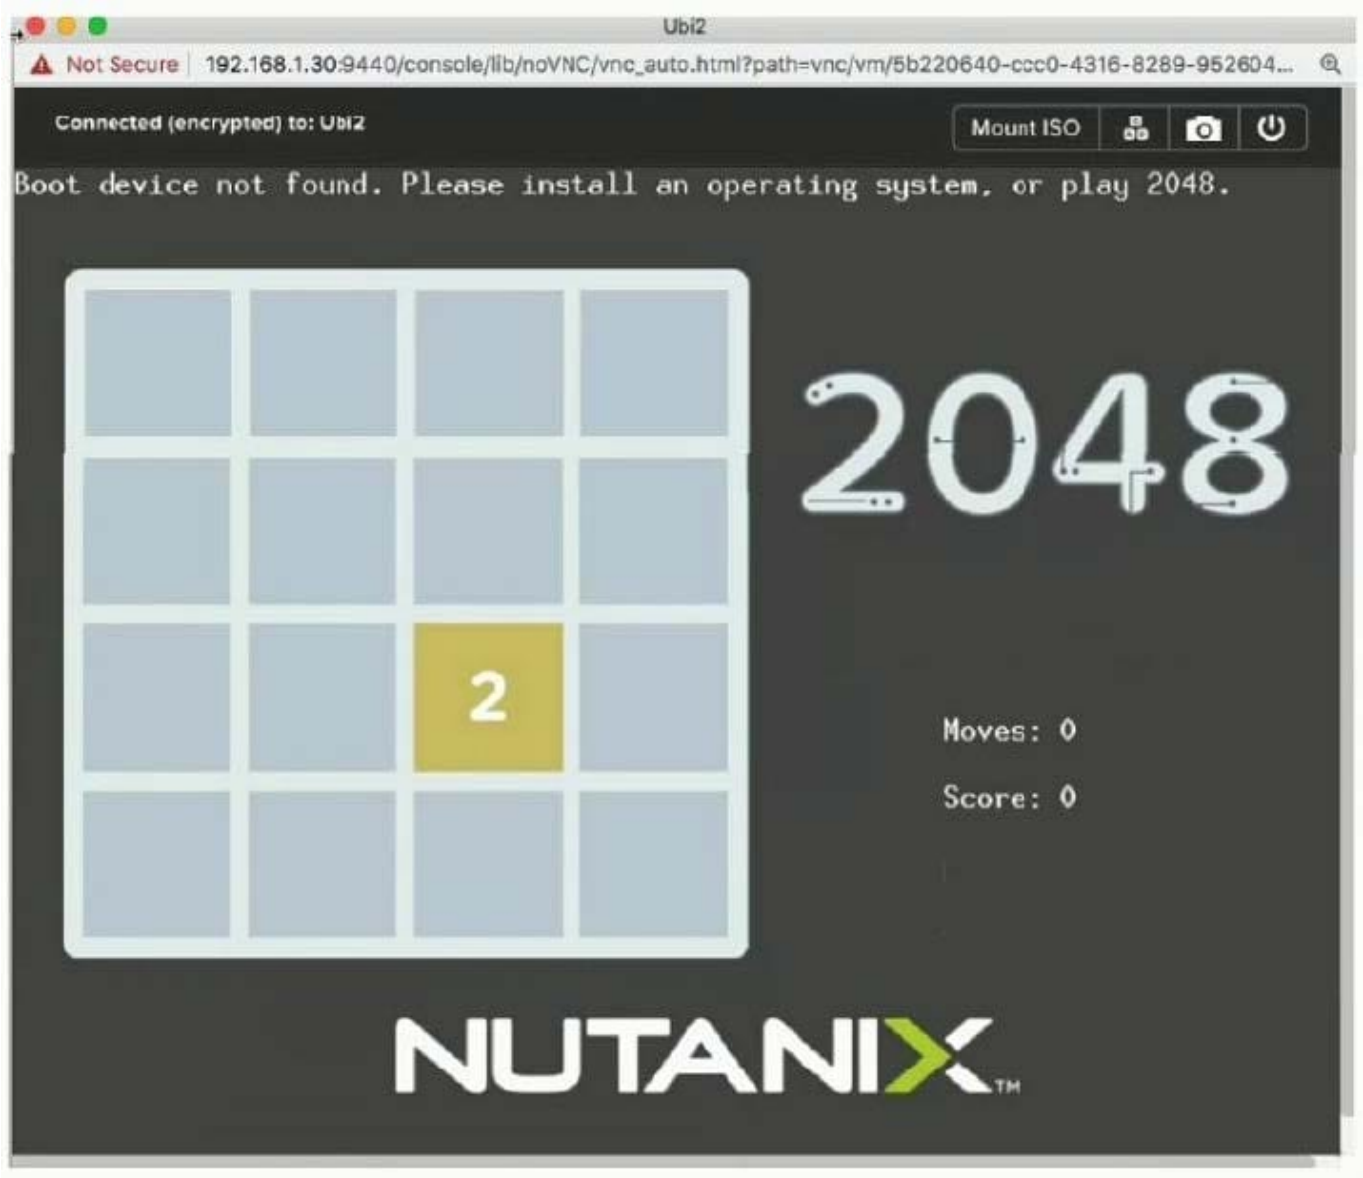 Ubi2
Not Secure 192.168.1.30:9440/console/lib/noVNC/vnc_auto.html?path=vnc/vm/5b220640-ccc0-4316-8289-952604...
Connected (encrypted) to: Ubi2
Mount ISO
Boot device not found. Please install an operating system, or play 2048.
2048
2
Moves: 0
Score: 0
NUTANIX™